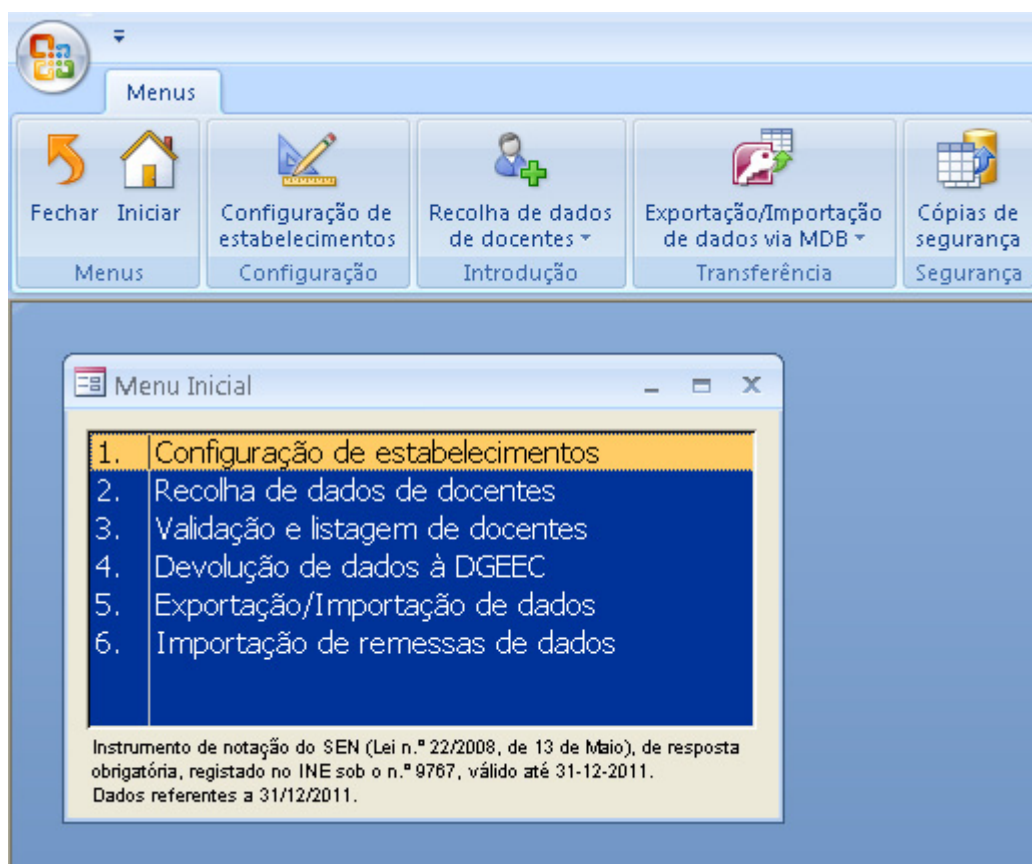 Menus
Fechar
Iniciar
Configuração de
estabelecimentos
Recolha de dados
de docentes
Exportação/Importação
de dados via MDB
Cópias de
segurança
Menus
Configuração
Introdução
Transferência
Segurança
Menu Inicial
1. Configuração de estabelecimentos
2. Recolha de dados de docentes
3. Validação e listagem de docentes
4. Devolução de dados à DGEEC
5. Exportação/Importação de dados
6. Importação de remessas de dados
Instrumento de notação do SEN (Lei n.º 22/2008, de 13 de Maio), de resposta
obrigatória, registado no INE sob o n.º 9767, válido até 31-12-2011.
Dados referentes a 31/12/2011.